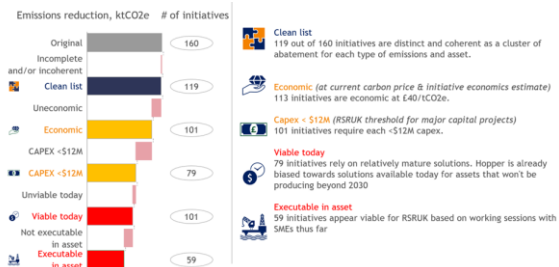 Emissions reduction, ktCO2e # of initiatives
Original 160
Incomplete
and/or incoherent
Clean list 119
Uneconomic
Economic 101
CAPEX <$12M
CAPEX <$12M 79
Unviable today
Viable today 101
Not executable
in asset
Executable
in asset 59
Clean list
119 out of 160 initiatives are distinct and coherent as a cluster of
abatement for each type of emissions and asset.
Economic (at current carbon price & initiative economics estimate)
113 initiatives are economic at £40/tCO2e.
Capex < $12M (RSRUK threshold for major capital projects)
101 initiatives require each <$12M capex.
Viable today
79 initiatives rely on relatively mature solutions. Hopper is already
biased towards solutions available today for assets that won't be
producing beyond 2030
Executable in asset
59 initiatives appear viable for RSRUK based on working sessions with
SMEs thus far